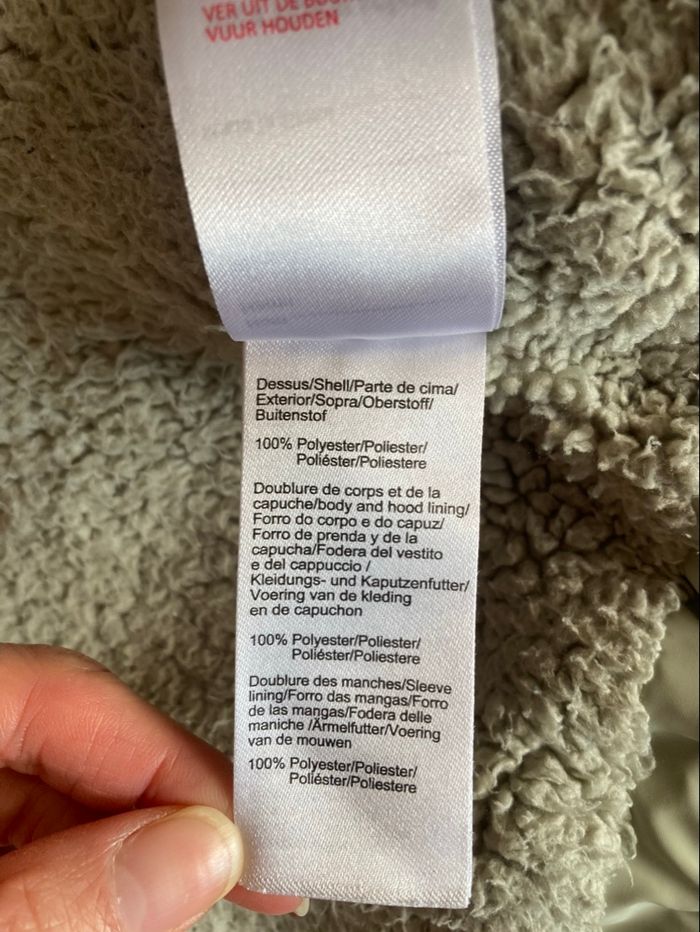 VER UIT DE
VUUR HOUDEN
Dessus/Shell/Parte de cima/
Exterior/Sopra/Oberstoff/
Buitenstof
100% Polyester/Poliester/
Poliéster/Poliestere
Doublure de corps et de la
capuche/body and hood lining/
Forro do corpo e do capuz/
Forro de prenda y de la
capucha/Fodera del vestito
e del cappuccio /
Kleidungs- und Kaputzenfutter/
Voering van de kleding
en de capuchon
100% Polyester/Poliester/
Poliéster/Poliestere
Doublure des manches/Sleeve
lining/Forro das mangas/Forro
de las mangas/Fodera delle
maniche /Ärmelfutter/Voering
van de mouwen
100% Polyester/Poliester/
Poliéster/Poliestere